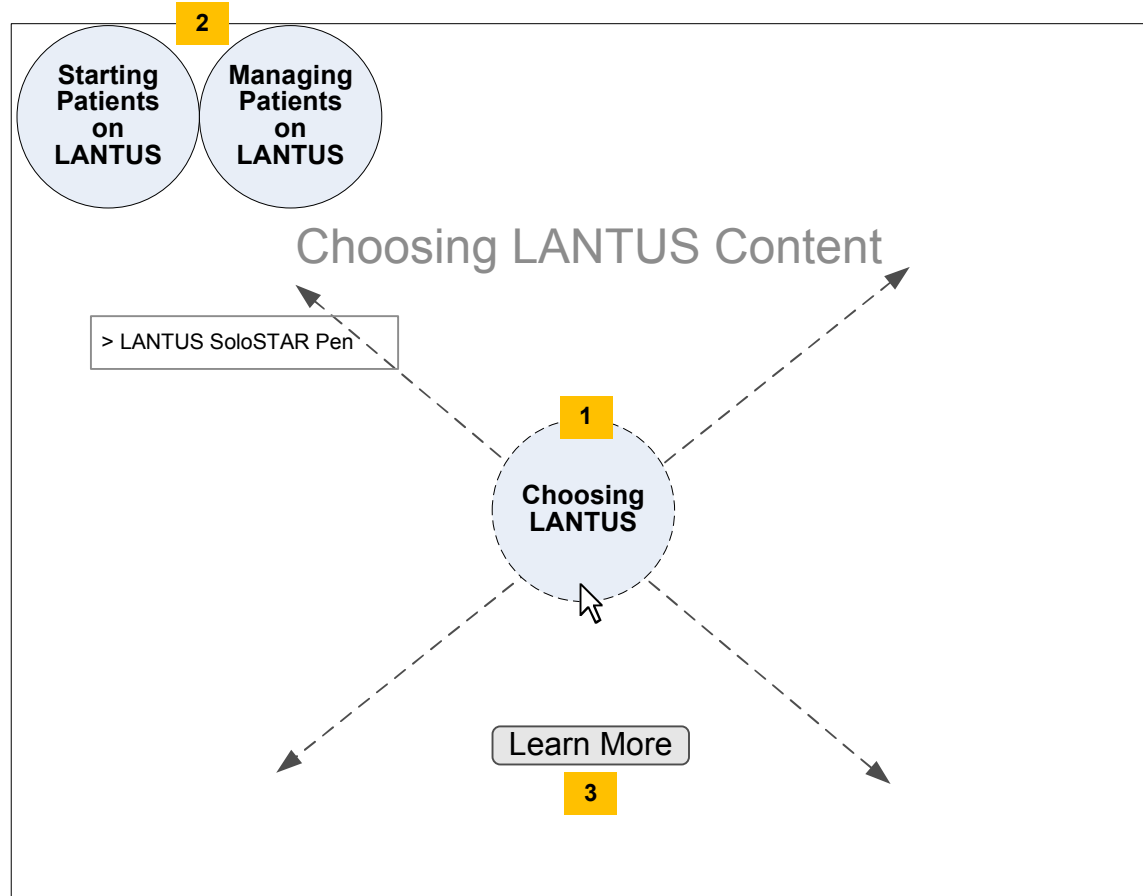 2
Starting
Patients
on
LANTUS
Managing
Patients
on
LANTUS
Choosing LANTUS Content
> LANTUS SoloSTAR Pen
1
Choosing
LANTUS
Learn More
3